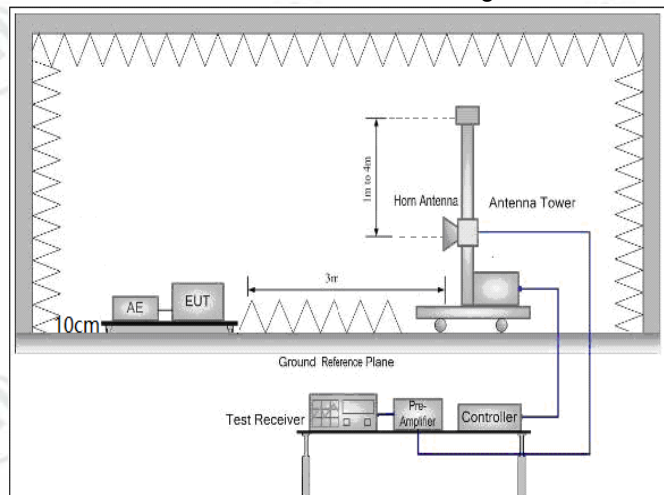 1m to 4m
Horn Antenna
Antenna Tower
3m
AE
EUT
10cm
Ground Reference Plane
Test Receiver
Pre-
Amplifier
Controller